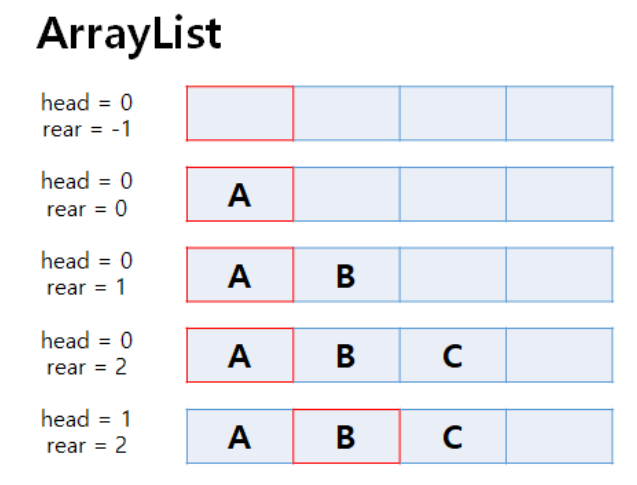 ArrayList
head = 0
rear = -1
head = 0
rear = 0
A
head = 0
rear = 1
A B
head = 0
rear = 2
A B C
head = 1
rear = 2
A B C